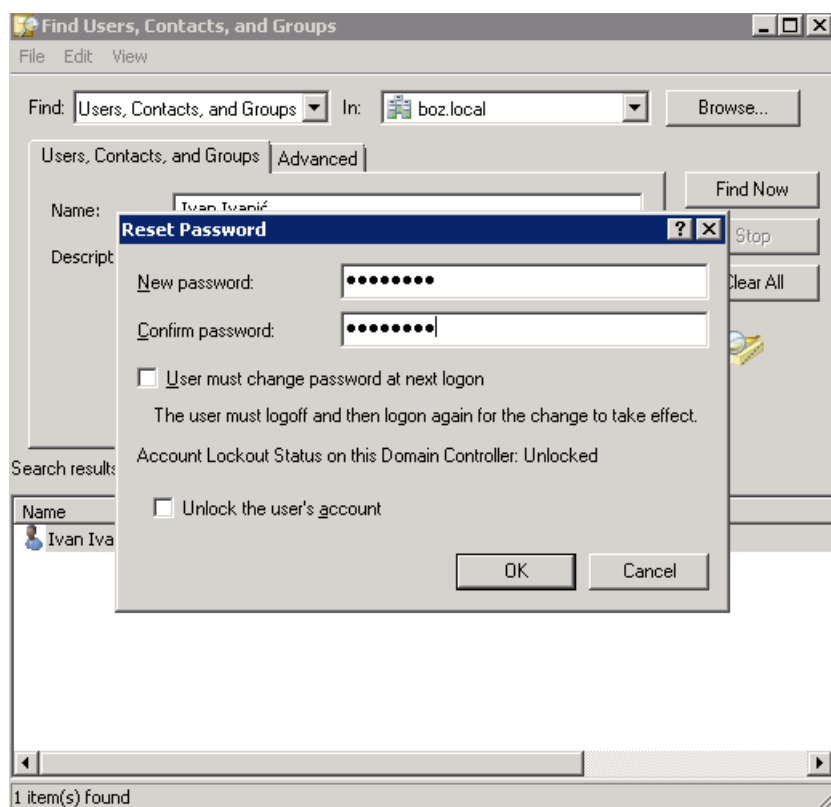 Find Users, Contacts, and Groups
File Edit View
Find: Users, Contacts, and Groups In: boz.local Browse...
Users, Contacts, and Groups Advanced
Find Now
Name: Ivan Ivanić
Stop
Descript
Clear All
Reset Password
New password: ●●●●●●●●
Confirm password: ●●●●●●●●
User must change password at next logon
The user must logoff and then logon again for the change to take effect.
Account Lockout Status on this Domain Controller: Unlocked
Unlock the user's account
OK Cancel
Search results
Name
Ivan Iva
1 item(s) found